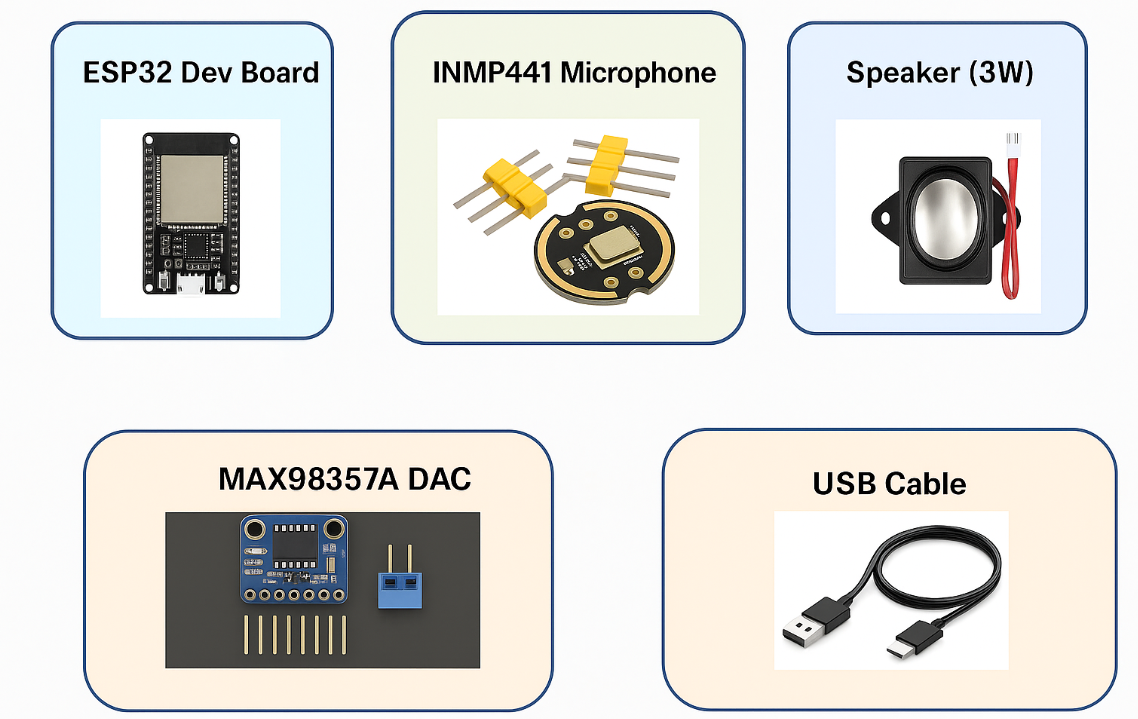 ESP32 Dev Board
INMP441 Microphone
Speaker (3W)
MAX98357A DAC
USB Cable